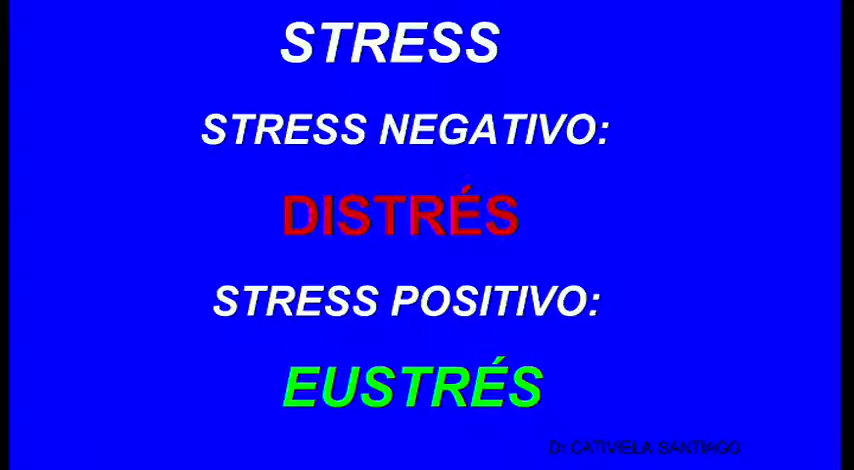 STRESS
STRESS NEGATIVO:
DISTRÉS
STRESS POSITIVO:
EUSTRÉS
Dr CATIVIELA SANTIAGO